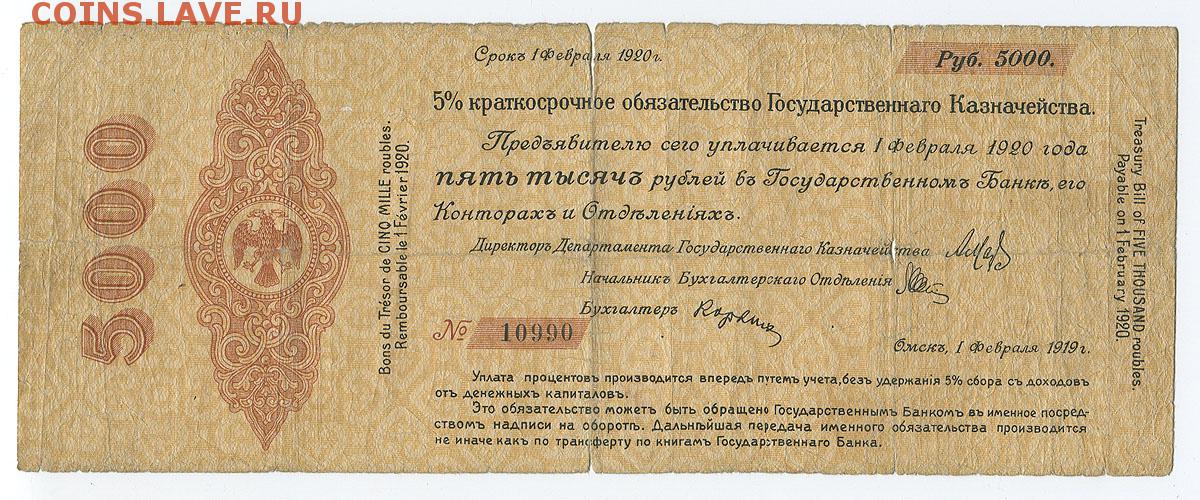 COINS.LAVE.RU
Срокъ 1 Февраля 1920 г.
Руб. 5000.
5% краткосрочное обязательство Государственнаго Казначейства.
Предъявителю сего уплачивается 1 Февраля 1920 года
пять тысячъ рублей въ Государственномъ Банкѣ, его
Конторахъ и Отдѣленіяхъ.
Директоръ Департамента Государственнаго Казначейства
Начальникъ Бухгалтерскаго Отдѣленія
Бухгалтеръ
№ 10990
Омскъ, 1 Февраля 1919 г.
Уплата процентовъ производится впередъ путемъ учета, безъ удержанія 5% сбора съ доходовъ
отъ денежныхъ капиталовъ.
Это обязательство можетъ быть обращено Государственнымъ Банкомъ въ именное посред-
ствомъ надписи на оборотѣ. Дальнѣйшая передача именного обязательства производится
не иначе какъ по трансферту по книгамъ Государственнаго Банка.
5000
Bons du Trésor de CINQ MILLE roubles.
Remboursable le 1 Février 1920.
Treasury Bill of FIVE THOUSAND roubles.
Payable on 1 February 1920.